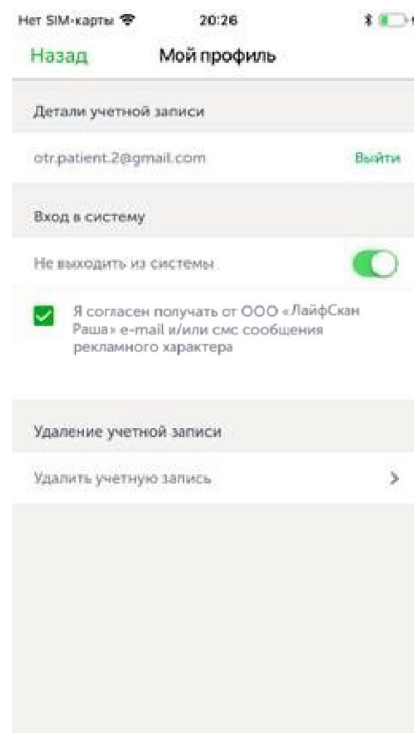 Нет SIM-карты 20:26
Назад Мой профиль
Детали учетной записи
otr.patient.2@gmail.com Выйти
Вход в систему
Не выходить из системы
Я согласен получать от ООО «ЛайфСкан
Раша» e-mail и/или смс сообщения
рекламного характера
Удаление учетной записи
Удалить учетную запись